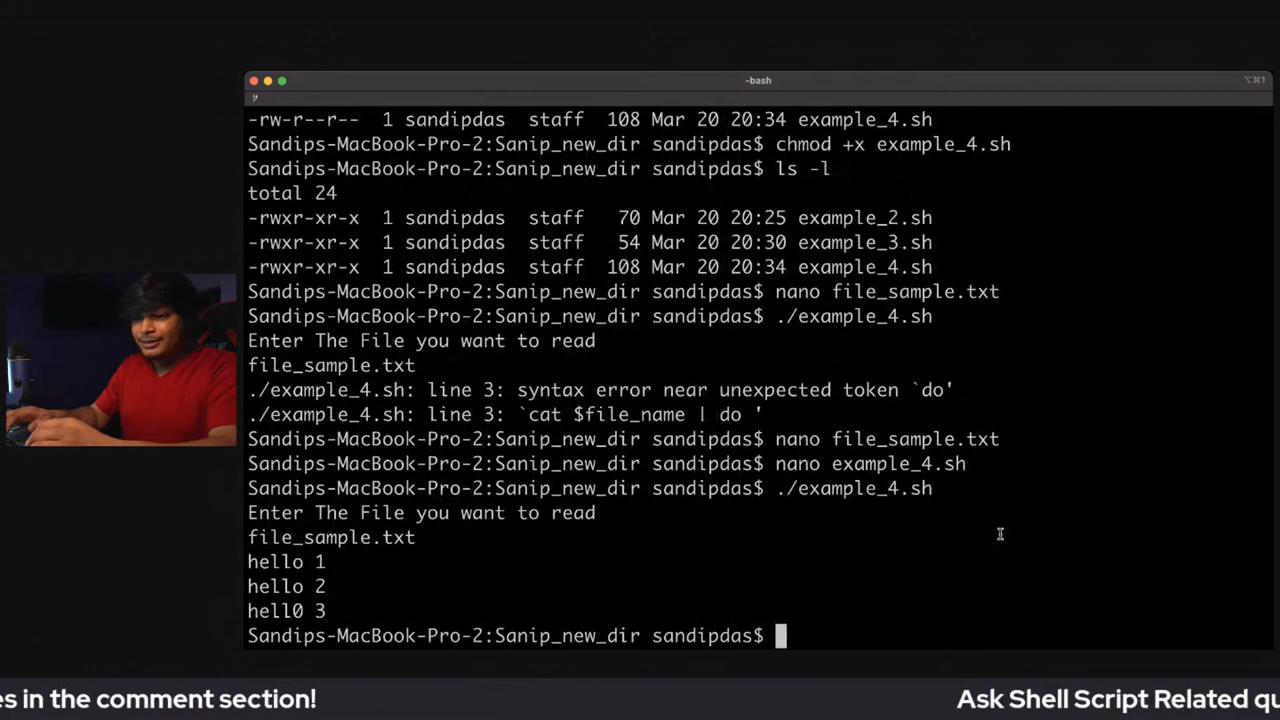 -bash
⌥⌘1
-rw-r--r--  1 sandipdas  staff  108 Mar 20 20:34 example_4.sh
Sandips-MacBook-Pro-2:Sanip_new_dir sandipdas$ chmod +x example_4.sh
Sandips-MacBook-Pro-2:Sanip_new_dir sandipdas$ ls -l
total 24
-rwxr-xr-x  1 sandipdas  staff   70 Mar 20 20:25 example_2.sh
-rwxr-xr-x  1 sandipdas  staff   54 Mar 20 20:30 example_3.sh
-rwxr-xr-x  1 sandipdas  staff  108 Mar 20 20:34 example_4.sh
Sandips-MacBook-Pro-2:Sanip_new_dir sandipdas$ nano file_sample.txt
Sandips-MacBook-Pro-2:Sanip_new_dir sandipdas$ ./example_4.sh
Enter The File you want to read
file_sample.txt
./example_4.sh: line 3: syntax error near unexpected token `do'
./example_4.sh: line 3: `cat $file_name | do '
Sandips-MacBook-Pro-2:Sanip_new_dir sandipdas$ nano file_sample.txt
Sandips-MacBook-Pro-2:Sanip_new_dir sandipdas$ nano example_4.sh
Sandips-MacBook-Pro-2:Sanip_new_dir sandipdas$ ./example_4.sh
Enter The File you want to read
file_sample.txt
hello 1
hello 2
hell0 3
Sandips-MacBook-Pro-2:Sanip_new_dir sandipdas$
es in the comment section! Ask Shell Script Related qu